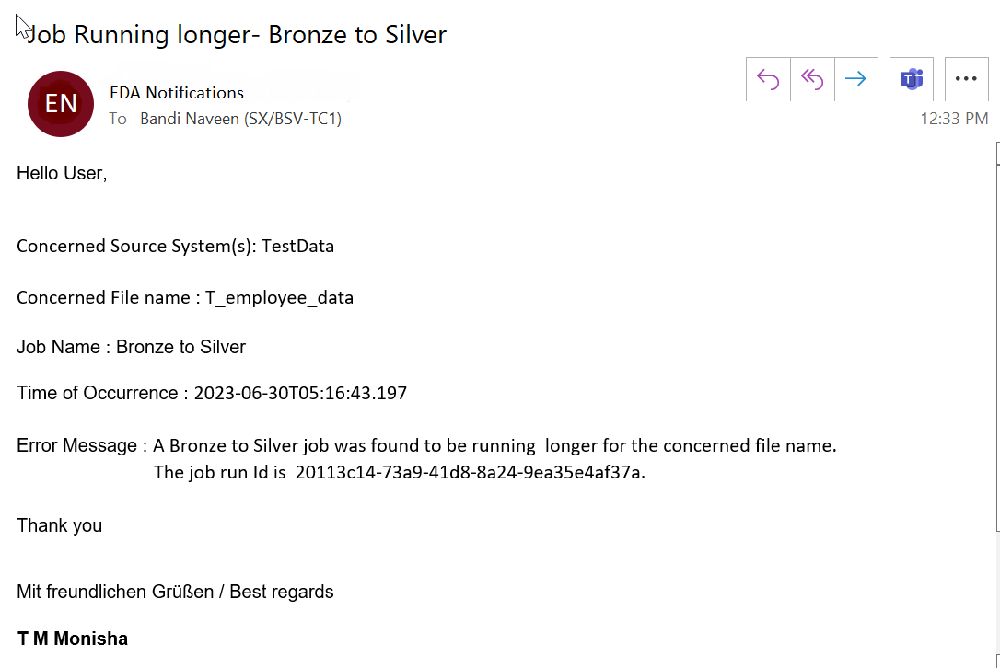 Job Running longer- Bronze to Silver
EN
EDA Notifications
To Bandi Naveen (SX/BSV-TC1)
12:33 PM
Hello User,
Concerned Source System(s): TestData
Concerned File name : T_employee_data
Job Name : Bronze to Silver
Time of Occurrence : 2023-06-30T05:16:43.197
Error Message : A Bronze to Silver job was found to be running longer for the concerned file name.
The job run Id is 20113c14-73a9-41d8-8a24-9ea35e4af37a.
Thank you
Mit freundlichen Grüßen / Best regards
T M Monisha